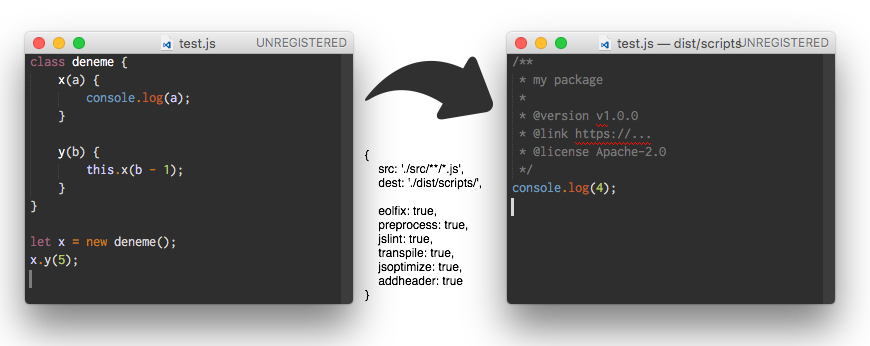 test.js
UNREGISTERED
class deneme {
    x(a) {
        console.log(a);
    }

    y(b) {
        this.x(b - 1);
    }
}

let x = new deneme();
x.y(5);
{
    src: './src/**/*.js',
    dest: './dist/scripts/',

    eolfix: true,
    preprocess: true,
    jslint: true,
    transpile: true,
    jsoptimize: true,
    addheader: true
}
test.js — dist/scripts
UNREGISTERED
/**
 * my package
 *
 * @version v1.0.0
 * @link https://...
 * @license Apache-2.0
 */
console.log(4);